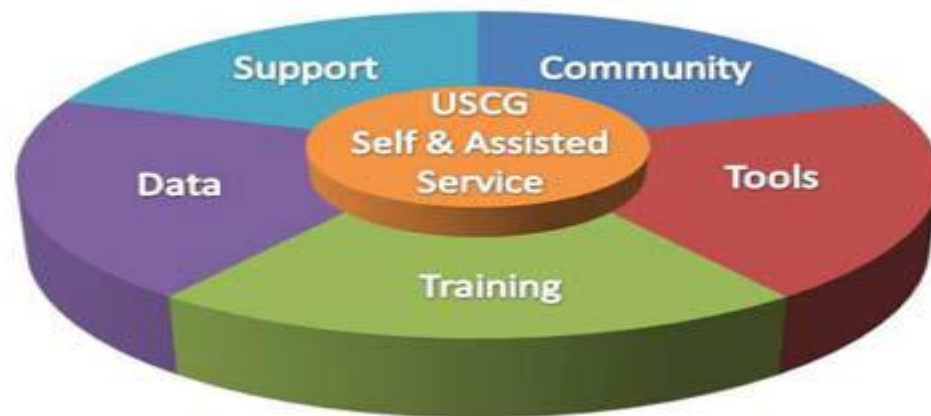 Support
Community
USCG
Self & Assisted
Service
Data
Tools
Training